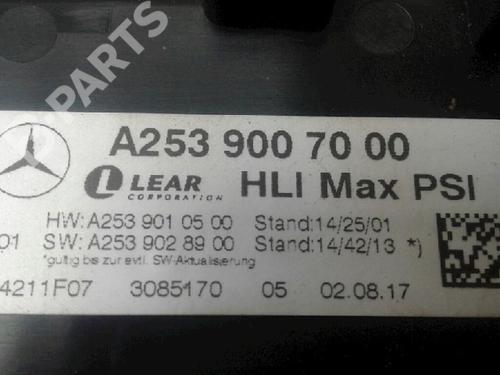 B-PARTS
A253 900 70 00
LEAR CORPORATION HLI Max PSI
HW:A253 901 05 00 Stand:14/25/01
01 SW:A253 902 89 00 Stand:14/42/13 *)
*gültig bis zur evtl. SW-Aktualisierung
4211F07 3085170 05 02.08.17